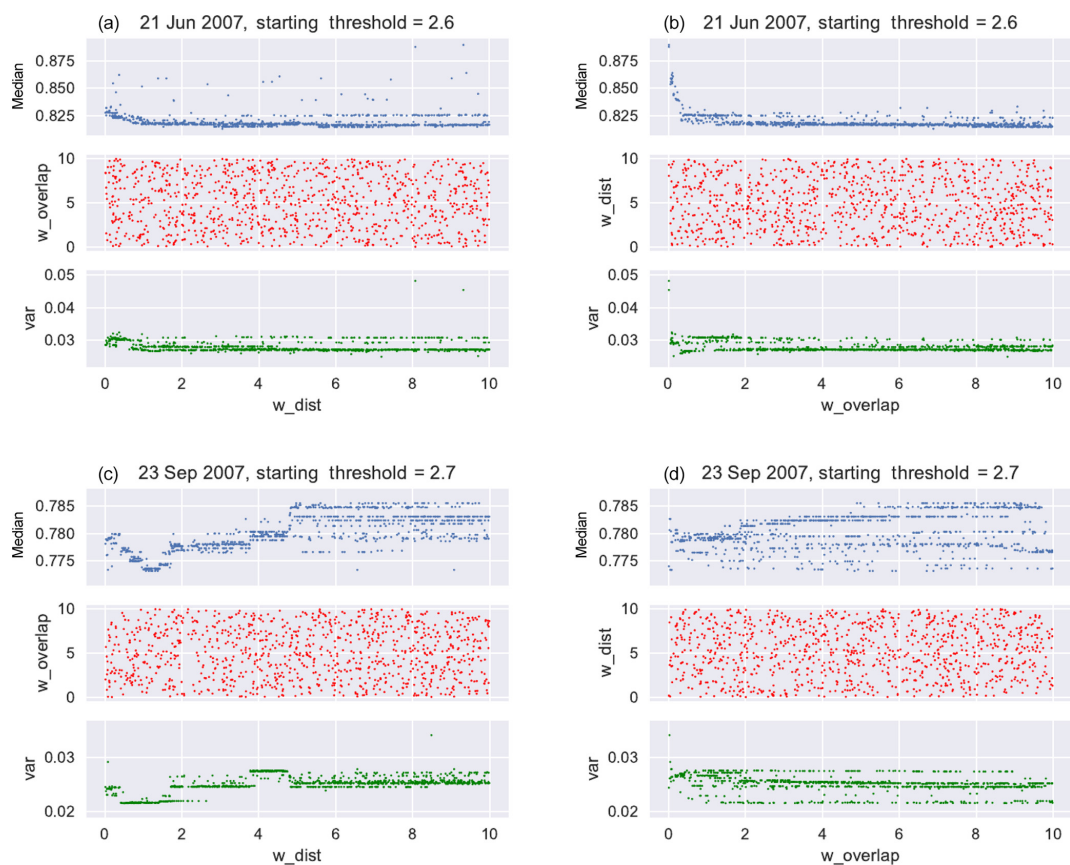 (a) 21 Jun 2007, starting threshold = 2.6
0.875
0.850
0.825
Median
10
5
0
w_overlap
0.05
0.04
0.03
var
0 2 4 6 8 10
w_dist
(b) 21 Jun 2007, starting threshold = 2.6
0.875
0.850
0.825
Median
10
5
0
w_dist
0.05
0.04
0.03
var
0 2 4 6 8 10
w_overlap
(c) 23 Sep 2007, starting threshold = 2.7
0.785
0.780
0.775
Median
10
5
0
w_overlap
0.03
0.02
var
0 2 4 6 8 10
w_dist
(d) 23 Sep 2007, starting threshold = 2.7
0.785
0.780
0.775
Median
10
5
0
w_dist
0.03
0.02
var
0 2 4 6 8 10
w_overlap